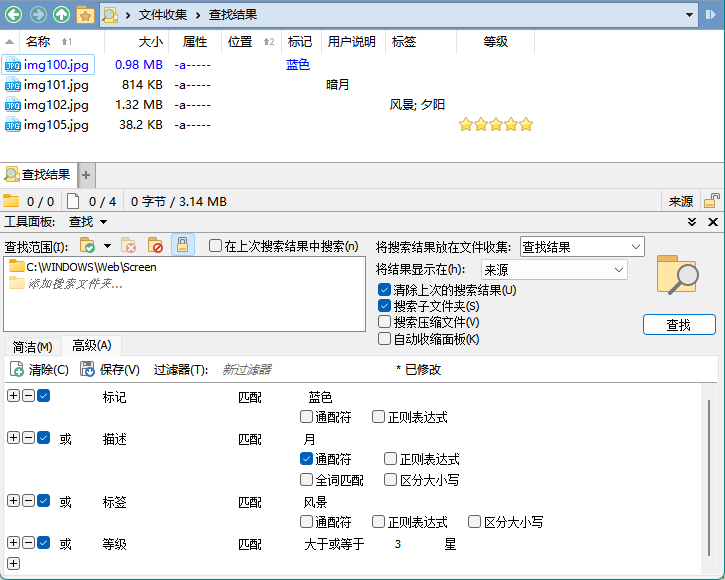 文件收集 › 查找结果
名称 1 大小 属性 位置 2 标记 用户说明 标签 等级
img100.jpg 0.98 MB -a----- 蓝色
img101.jpg 814 KB -a----- 暗月
img102.jpg 1.32 MB -a----- 风景; 夕阳
img105.jpg 38.2 KB -a-----
查找结果
0 / 0 0 / 4 0 字节 / 3.14 MB 来源
工具面板: 查找
查找范围(I): 在上次搜索结果中搜索(n) 将搜索结果放在文件收集: 查找结果
C:\WINDOWS\Web\Screen 将结果显示在(h): 来源
添加搜索文件夹... 清除上次的搜索结果(U)
搜索子文件夹(S)
搜索压缩文件(V) 查找
自动收缩面板(K)
简洁(M) 高级(A)
清除(C) 保存(V) 过滤器(T): 新过滤器 * 已修改
标记 匹配 蓝色
通配符 正则表达式
或 描述 匹配 月
通配符 正则表达式
全词匹配 区分大小写
或 标签 匹配 风景
通配符 正则表达式 区分大小写
或 等级 匹配 大于或等于 3 星